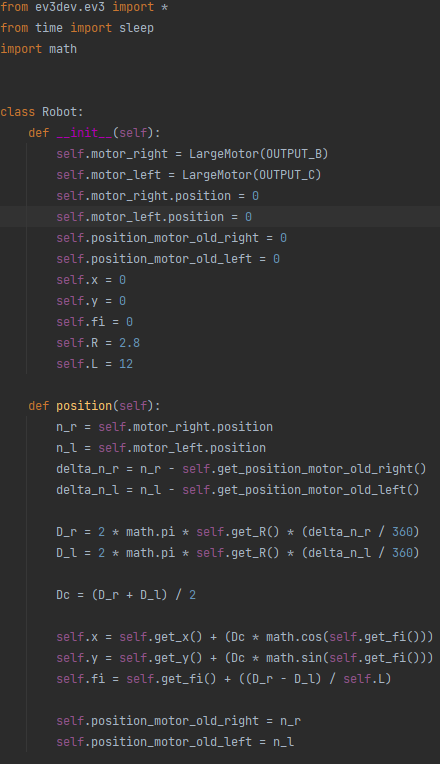 from ev3dev.ev3 import *
from time import sleep
import math
class Robot:
    def __init__(self):
        self.motor_right = LargeMotor(OUTPUT_B)
        self.motor_left = LargeMotor(OUTPUT_C)
        self.motor_right.position = 0
        self.motor_left.position = 0
        self.position_motor_old_right = 0
        self.position_motor_old_left = 0
        self.x = 0
        self.y = 0
        self.fi = 0
        self.R = 2.8
        self.L = 12
    def position(self):
        n_r = self.motor_right.position
        n_l = self.motor_left.position
        delta_n_r = n_r - self.get_position_motor_old_right()
        delta_n_l = n_l - self.get_position_motor_old_left()
        D_r = 2 * math.pi * self.get_R() * (delta_n_r / 360)
        D_l = 2 * math.pi * self.get_R() * (delta_n_l / 360)
        Dc = (D_r + D_l) / 2
        self.x = self.get_x() + (Dc * math.cos(self.get_fi()))
        self.y = self.get_y() + (Dc * math.sin(self.get_fi()))
        self.fi = self.get_fi() + ((D_r - D_l) / self.L)
        self.position_motor_old_right = n_r
        self.position_motor_old_left = n_l